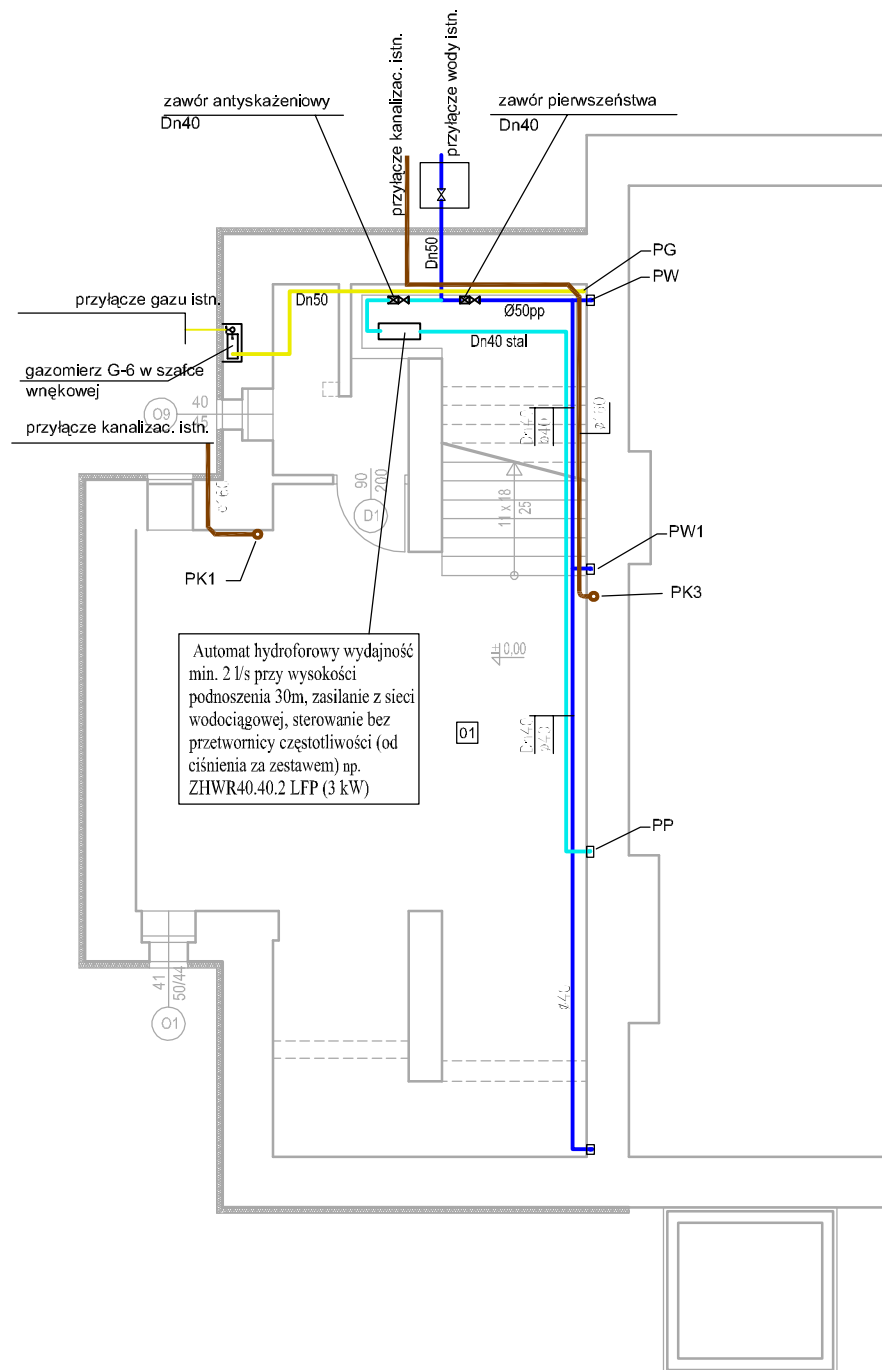 przyłącze kanalizac. istn.
przyłącze wody istn.
zawór antyskażeniowy
Dn40
zawór pierwszeństwa
Dn40
Dn50
PG
PW
przyłącze gazu istn.
Dn50
Ø50pp
Dn40 stal
gazomierz G-6 w szafce
wnękowej
O9
40
45
przyłącze kanalizac. istn.
90
200
D1
11 x 18
25
PW1
PK1
PK3
Automat hydroforowy wydajność
min. 2 l/s przy wysokości
podnoszenia 30m, zasilanie z sieci
wodociągowej, sterowanie bez
przetwornicy częstotliwości (od
ciśnienia za zestawem) np.
ZHWR40.40.2 LFP (3 kW)
± 0,00
01
PP
41
50/44
O1